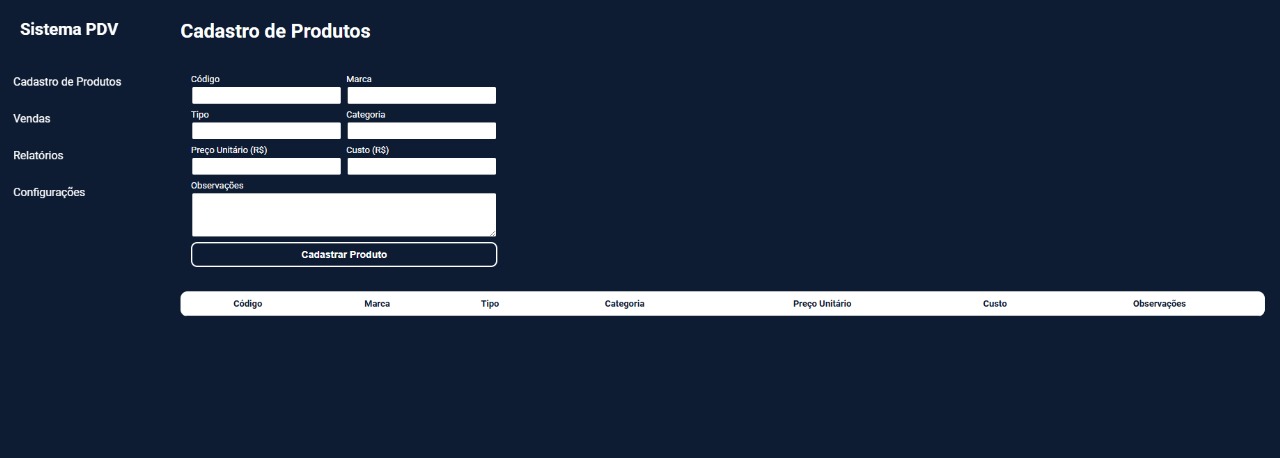 Sistema PDV
Cadastro de Produtos
Vendas
Relatórios
Configurações
Cadastro de Produtos
Código Marca
Tipo Categoria
Preço Unitário (R$) Custo (R$)
Observações
Cadastrar Produto
Código Marca Tipo Categoria Preço Unitário Custo Observações